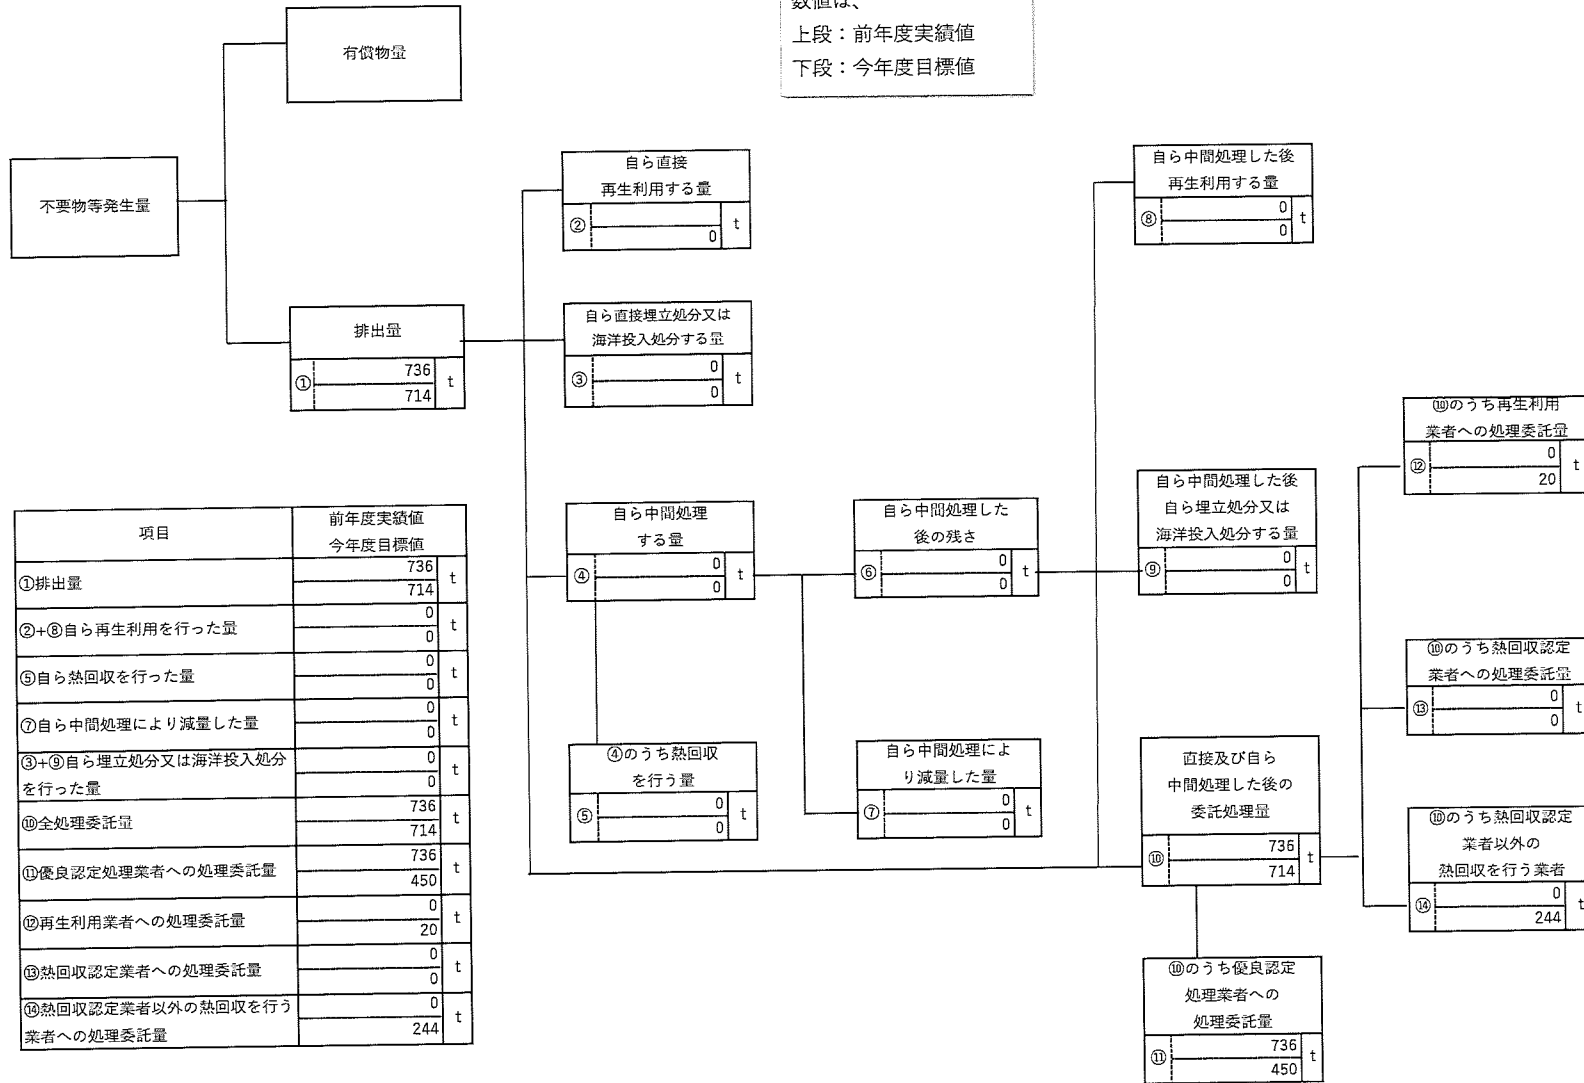 数値は、
上段：前年度実績値
下段：今年度目標値
有償物量
不要物等発生量
排出量
①
736
714
t
自ら直接
再生利用する量
②
0
t
自ら直接埋立処分又は
海洋投入処分する量
③
0
0
t
自ら中間処理
する量
④
0
0
t
④のうち熱回収
を行う量
⑤
0
0
t
自ら中間処理した
後の残さ
⑥
0
0
t
自ら中間処理によ
り減量した量
⑦
0
0
t
自ら中間処理した後
再生利用する量
⑧
0
0
t
自ら中間処理した後
自ら埋立処分又は
海洋投入処分する量
⑨
0
0
t
直接及び自ら
中間処理した後の
委託処理量
⑩
736
714
t
⑩のうち優良認定
処理業者への
処理委託量
⑪
736
450
t
⑩のうち再生利用
業者への処理委託量
⑫
0
20
t
⑩のうち熱回収認定
業者への処理委託量
⑬
0
0
t
⑩のうち熱回収認定
業者以外の
熱回収を行う業者
⑭
0
244
t
項目
前年度実績値
今年度目標値
①排出量
736
714
t
②+⑧自ら再生利用を行った量
0
0
t
⑤自ら熱回収を行った量
0
0
t
⑦自ら中間処理により減量した量
0
0
t
③+⑨自ら埋立処分又は海洋投入処分
を行った量
0
0
t
⑩全処理委託量
736
714
t
⑪優良認定処理業者への処理委託量
736
450
t
⑫再生利用業者への処理委託量
0
20
t
⑬熱回収認定業者への処理委託量
0
0
t
⑭熱回収認定業者以外の熱回収を行う
業者への処理委託量
0
244
t